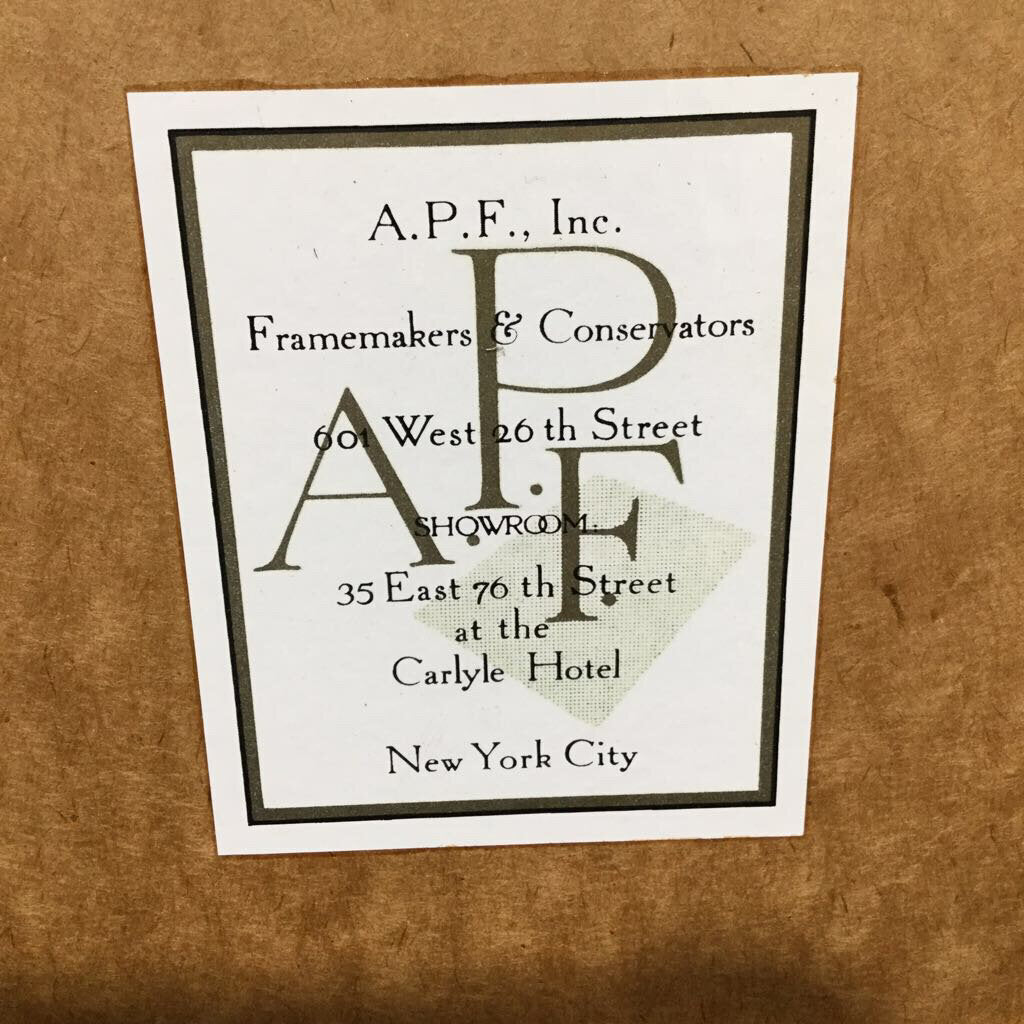 A.P.F., Inc.
Framemakers & Conservators
601 West 26 th Street
A.P.F.
SHOWROOM:
35 East 76 th Street
at the
Carlyle Hotel
New York City